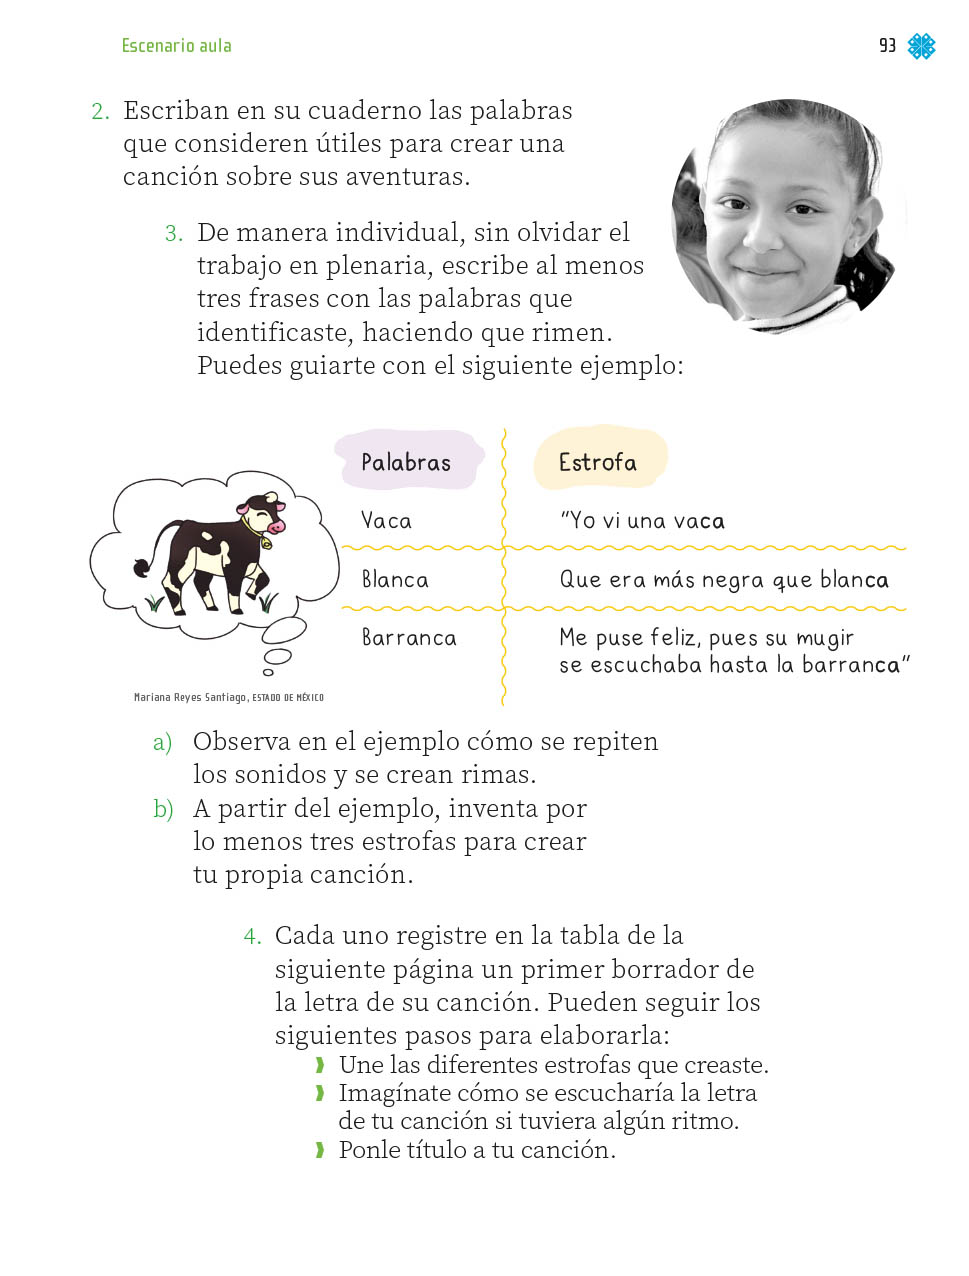 Escenario aula
93
2. Escriban en su cuaderno las palabras
que consideren útiles para crear una
canción sobre sus aventuras.
3. De manera individual, sin olvidar el
trabajo en plenaria, escribe al menos
tres frases con las palabras que
identificaste, haciendo que rimen.
Puedes guiarte con el siguiente ejemplo:
Palabras
Estrofa
Vaca
"Yo vi una vaca
Blanca
Que era más negra que blanca
Barranca
Me puse feliz, pues su mugir
se escuchaba hasta la barranca"
Mariana Reyes Santiago, ESTADO DE MÉXICO
a) Observa en el ejemplo cómo se repiten
los sonidos y se crean rimas.
b) A partir del ejemplo, inventa por
lo menos tres estrofas para crear
tu propia canción.
4. Cada uno registre en la tabla de la
siguiente página un primer borrador de
la letra de su canción. Pueden seguir los
siguientes pasos para elaborarla:
Une las diferentes estrofas que creaste.
Imagínate cómo se escucharía la letra
de tu canción si tuviera algún ritmo.
Ponle título a tu canción.